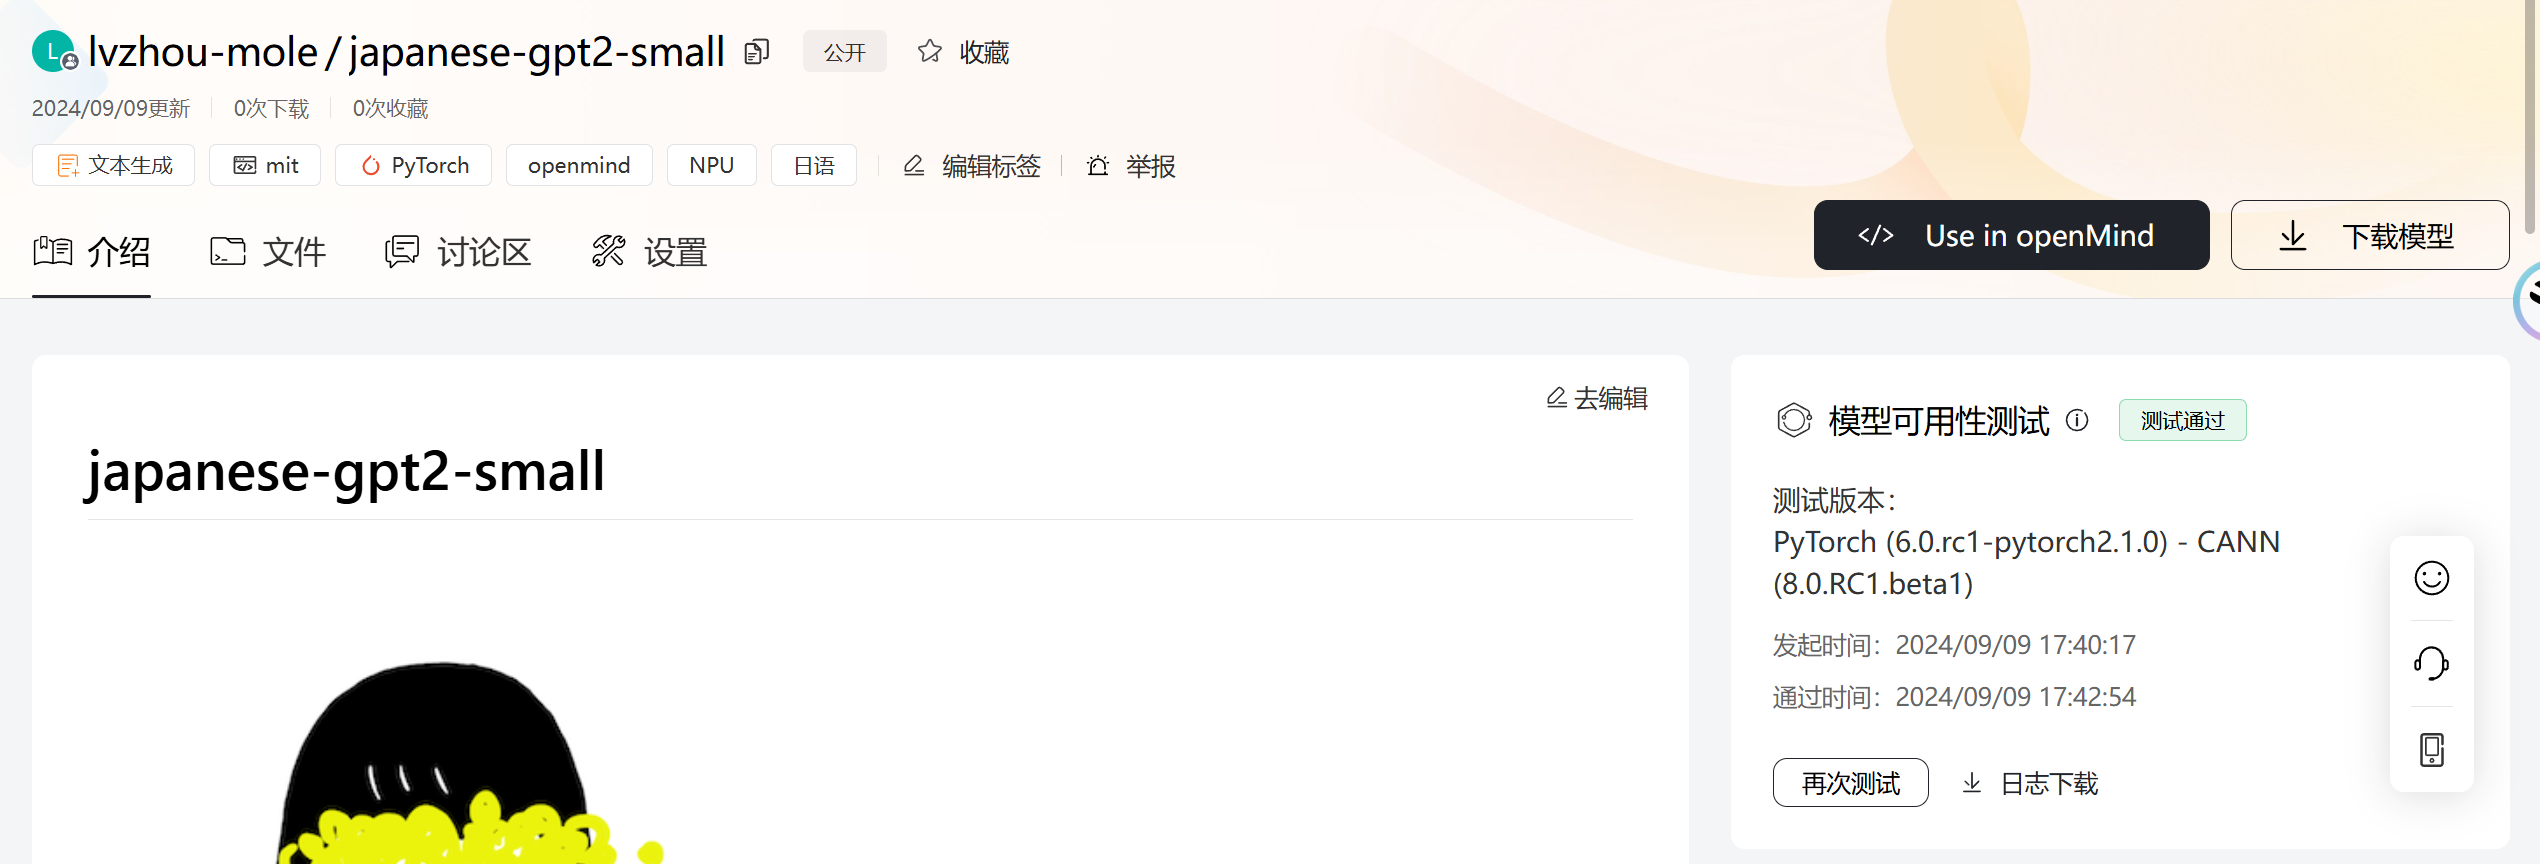 L
lvzhou-mole / japanese-gpt2-small 公开 收藏
2024/09/09更新 0次下载 0次收藏
文本生成 mit PyTorch openmind NPU 日语 编辑标签 举报
介绍 文件 讨论区 设置
Use in openMind 下载模型
去编辑
japanese-gpt2-small
模型可用性测试 测试通过
测试版本：
PyTorch (6.0.rc1-pytorch2.1.0) - CANN
(8.0.RC1.beta1)
发起时间：2024/09/09 17:40:17
通过时间：2024/09/09 17:42:54
再次测试 日志下载